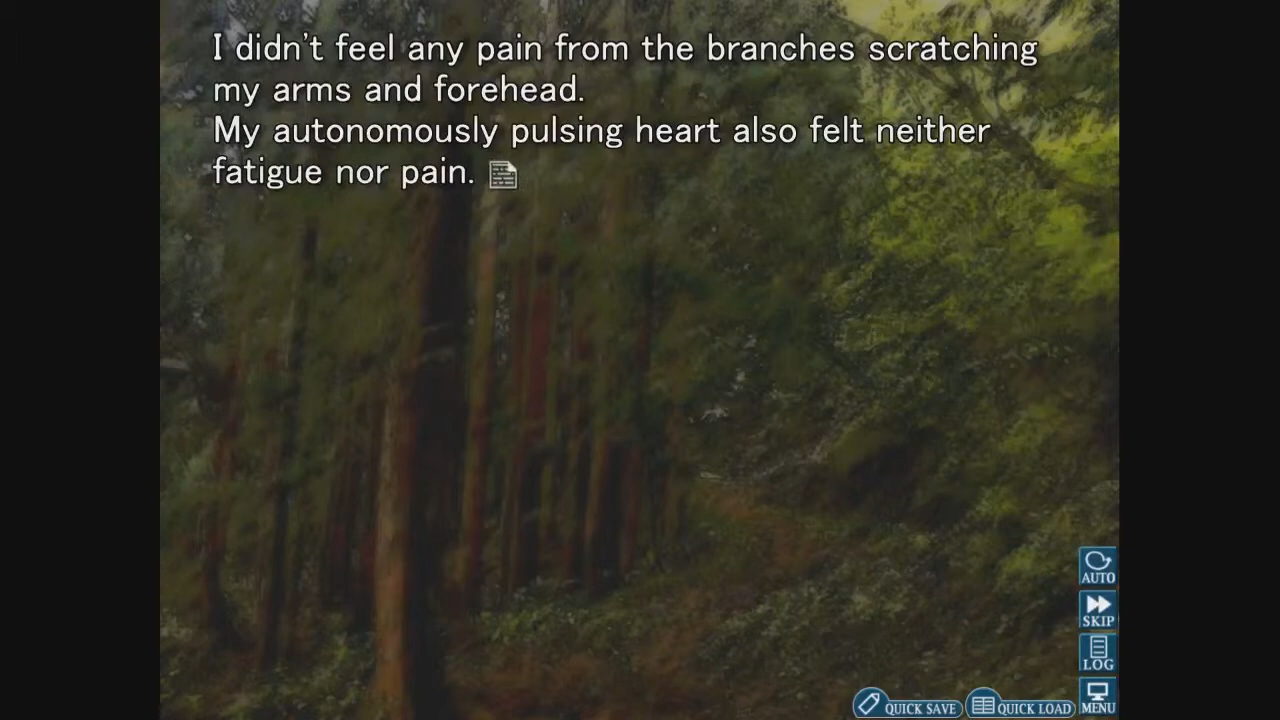 I didn't feel any pain from the branches scratching
my arms and forehead.
My autonomously pulsing heart also felt neither
fatigue nor pain.
AUTO
SKIP
LOG
MENU
QUICK SAVE
QUICK LOAD